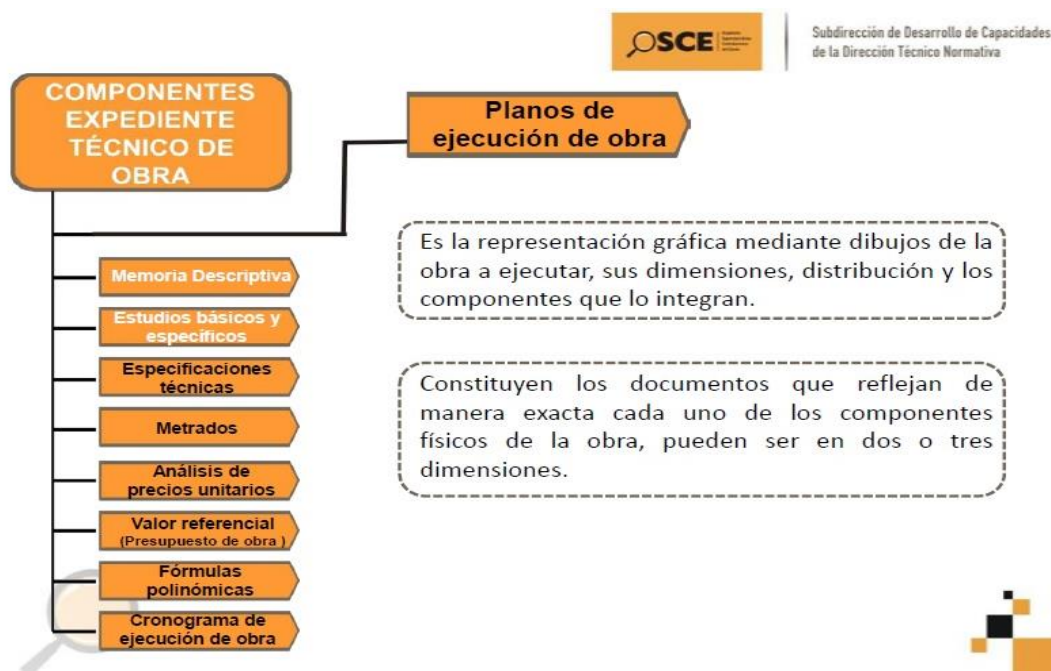 OSCE
Subdirección de Desarrollo de Capacidades
de la Dirección Técnico Normativa
COMPONENTES
EXPEDIENTE
TÉCNICO DE
OBRA
Planos de
ejecución de obra
Es la representación gráfica mediante dibujos de la
obra a ejecutar, sus dimensiones, distribución y los
componentes que lo integran.
Constituyen los documentos que reflejan de
manera exacta cada uno de los componentes
físicos de la obra, pueden ser en dos o tres
dimensiones.
Memoria Descriptiva
Estudios básicos y
específicos
Especificaciones
técnicas
Metrados
Análisis de
precios unitarios
Valor referencial
(Presupuesto de obra )
Fórmulas
polinómicas
Cronograma de
ejecución de obra